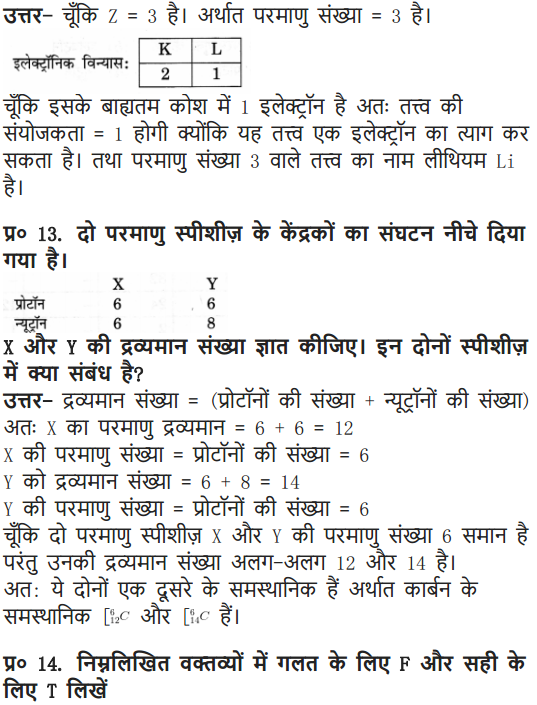 उत्तर- चूँकि Z = 3 है। अर्थात परमाणु संख्या = 3 है।
K L
इलेक्ट्रॉनिक विन्यास: 2 1
चूँकि इसके बाह्यतम कोश में 1 इलेक्ट्रॉन है अतः तत्त्व की
संयोजकता = 1 होगी क्योंकि यह तत्त्व एक इलेक्ट्रॉन का त्याग कर
सकता है। तथा परमाणु संख्या 3 वाले तत्त्व का नाम लीथियम Li
है।
प्र० 13. दो परमाणु स्पीशीज़ के केंद्रकों का संघटन नीचे दिया
गया है।
X Y
प्रोटॉन 6 6
न्यूट्रॉन 6 8
X और Y की द्रव्यमान संख्या ज्ञात कीजिए। इन दोनों स्पीशीज़
में क्या संबंध है?
उत्तर- द्रव्यमान संख्या = (प्रोटॉनों की संख्या + न्यूट्रॉनों की संख्या)
अतः X का परमाणु द्रव्यमान = 6 + 6 = 12
X की परमाणु संख्या = प्रोटॉनों की संख्या = 6
Y को द्रव्यमान संख्या = 6 + 8 = 14
Y की परमाणु संख्या = प्रोटॉनों की संख्या = 6
चूँकि दो परमाणु स्पीशीज़ X और Y की परमाणु संख्या 6 समान है
परंतु उनकी द्रव्यमान संख्या अलग-अलग 12 और 14 है।
अत: ये दोनों एक दूसरे के समस्थानिक हैं अर्थात कार्बन के
समस्थानिक [⁶₁₂C और [⁶₁₄C हैं।
प्र० 14. निम्नलिखित वक्तव्यों में गलत के लिए F और सही के
लिए T लिखें